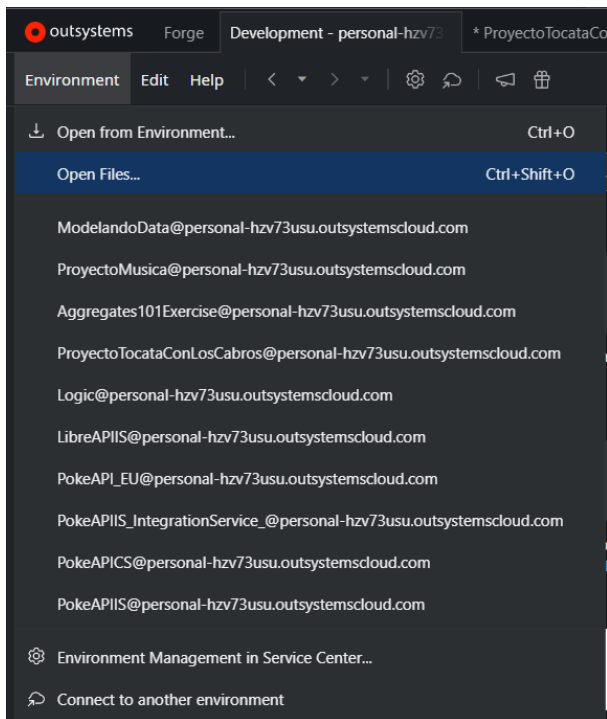 outsystems Forge Development - personal-hzv73 * ProyectoTocataCo
Environment Edit Help
Open from Environment... Ctrl+O
Open Files... Ctrl+Shift+O
ModelandoData@personal-hzv73usu.outsystemscloud.com
ProyectoMusica@personal-hzv73usu.outsystemscloud.com
Aggregates101Exercise@personal-hzv73usu.outsystemscloud.com
ProyectoTocataConLosCabros@personal-hzv73usu.outsystemscloud.com
Logic@personal-hzv73usu.outsystemscloud.com
LibreAPIIS@personal-hzv73usu.outsystemscloud.com
PokeAPI_EU@personal-hzv73usu.outsystemscloud.com
PokeAPIIS_IntegrationService_@personal-hzv73usu.outsystemscloud.com
PokeAPICS@personal-hzv73usu.outsystemscloud.com
PokeAPIIS@personal-hzv73usu.outsystemscloud.com
Environment Management in Service Center...
Connect to another environment